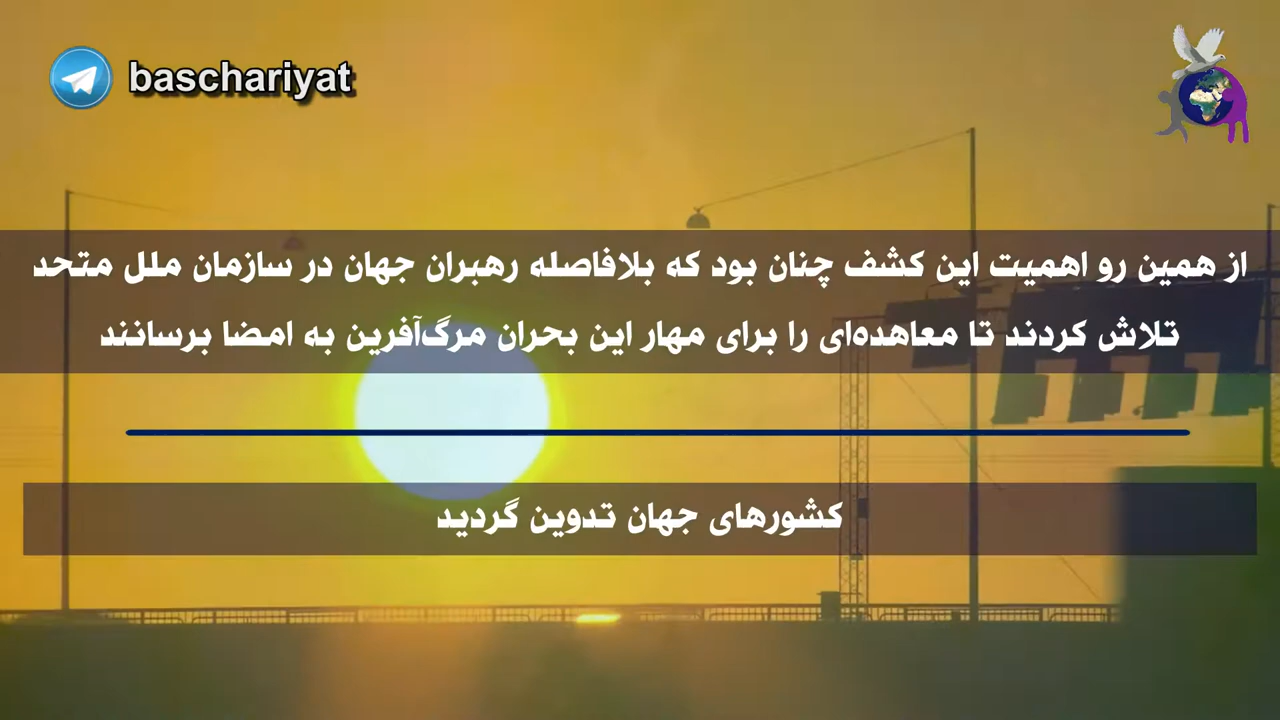 baschariyat
از همین رو اهمیت این کشف چنان بود که بلافاصله رهبران جهان در سازمان ملل متحد
تلاش کردند تا معاهده‌ای را برای مهار این بحران مرگ‌آفرین به امضا برسانند
کشورهای جهان تدوین گردید